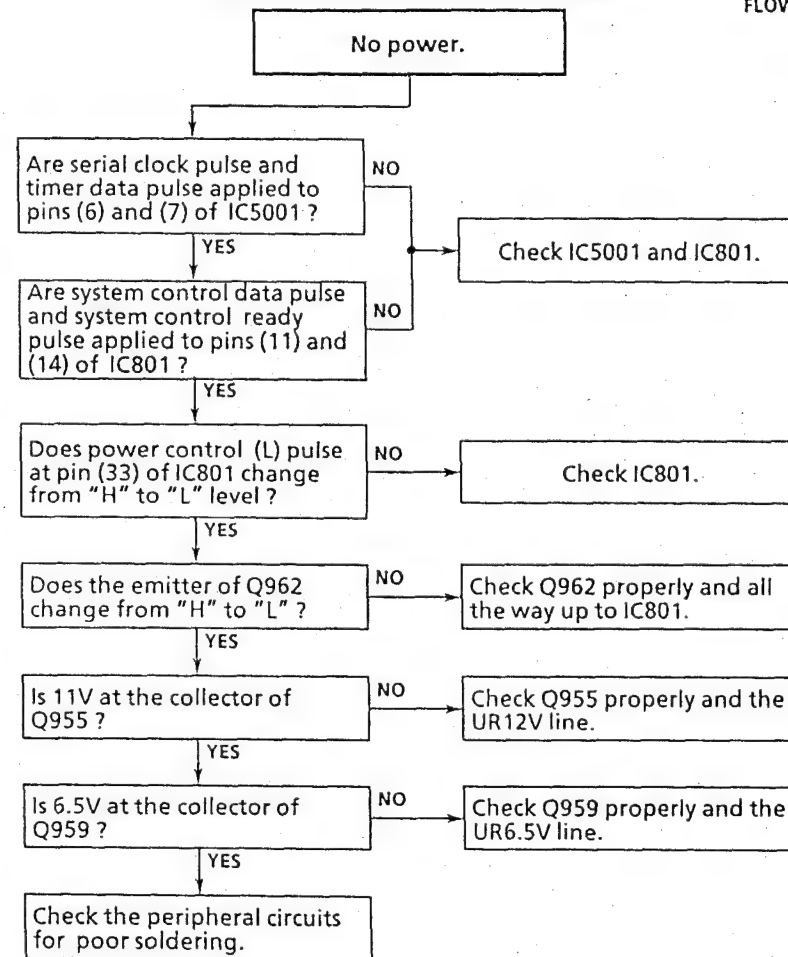 FLOW
No power.
Are serial clock pulse and
timer data pulse applied to
pins (6) and (7) of IC5001 ?
NO
YES
Check IC5001 and IC801.
Are system control data pulse
and system control ready
pulse applied to pins (11) and
(14) of IC801 ?
NO
YES
Does power control (L) pulse
at pin (33) of IC801 change
from "H" to "L" level ?
NO
Check IC801.
YES
Does the emitter of Q962
change from "H" to "L" ?
NO
Check Q962 properly and all
the way up to IC801.
YES
Is 11V at the collector of
Q955 ?
NO
Check Q955 properly and the
UR12V line.
YES
Is 6.5V at the collector of
Q959 ?
NO
Check Q959 properly and the
UR6.5V line.
YES
Check the peripheral circuits
for poor soldering.